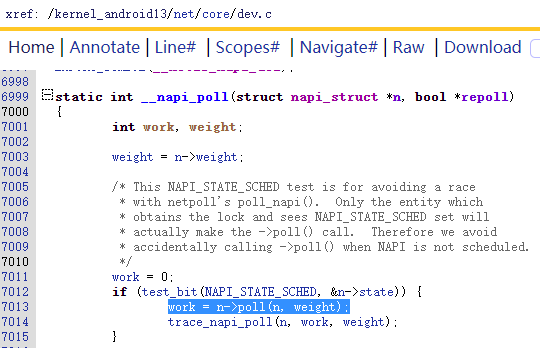 xref: /kernel_android13/net/core/dev.c
Home | Annotate | Line# | Scopes# | Navigate# | Raw | Download
6998
6999 static int __napi_poll(struct napi_struct *n, bool *repoll)
7000 {
7001 int work, weight;
7002
7003 weight = n->weight;
7004
7005 /* This NAPI_STATE_SCHED test is for avoiding a race
7006 * with netpoll's poll_napi(). Only the entity which
7007 * obtains the lock and sees NAPI_STATE_SCHED set will
7008 * actually make the ->poll() call. Therefore we avoid
7009 * accidentally calling ->poll() when NAPI is not scheduled.
7010 */
7011 work = 0;
7012 if (test_bit(NAPI_STATE_SCHED, &n->state)) {
7013 work = n->poll(n, weight);
7014 trace_napi_poll(n, work, weight);
7015 }